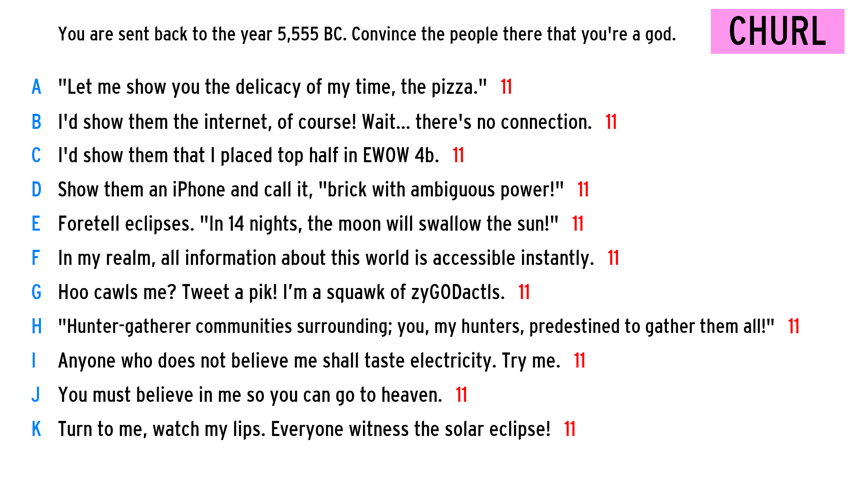 You are sent back to the year 5,555 BC. Convince the people there that you're a god.
CHURL
A "Let me show you the delicacy of my time, the pizza." 11
B I'd show them the internet, of course! Wait... there's no connection. 11
C I'd show them that I placed top half in EWOW 4b. 11
D Show them an iPhone and call it, "brick with ambiguous power!" 11
E Foretell eclipses. "In 14 nights, the moon will swallow the sun!" 11
F In my realm, all information about this world is accessible instantly. 11
G Hoo cawls me? Tweet a pik! I’m a squawk of zyGODactls. 11
H "Hunter-gatherer communities surrounding; you, my hunters, predestined to gather them all!" 11
I Anyone who does not believe me shall taste electricity. Try me. 11
J You must believe in me so you can go to heaven. 11
K Turn to me, watch my lips. Everyone witness the solar eclipse! 11